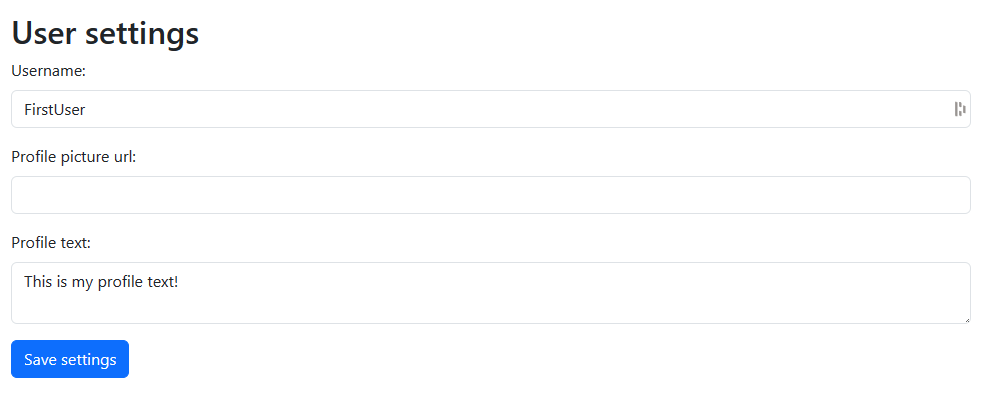 User settings
Username:
FirstUser
Profile picture url:
Profile text:
This is my profile text!
Save settings